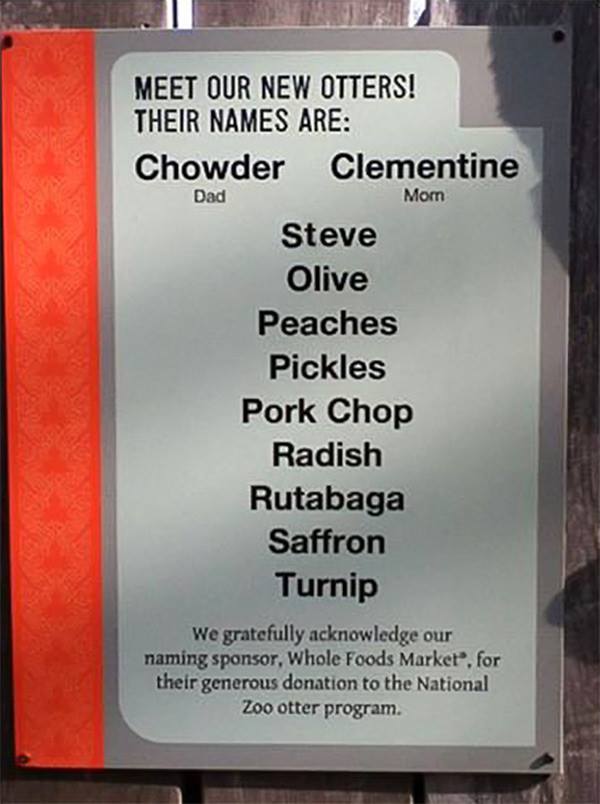 MEET OUR NEW OTTERS!
THEIR NAMES ARE:
Chowder Clementine
Dad Mom
Steve
Olive
Peaches
Pickles
Pork Chop
Radish
Rutabaga
Saffron
Turnip
We gratefully acknowledge our
naming sponsor, Whole Foods Market®, for
their generous donation to the National
Zoo otter program.